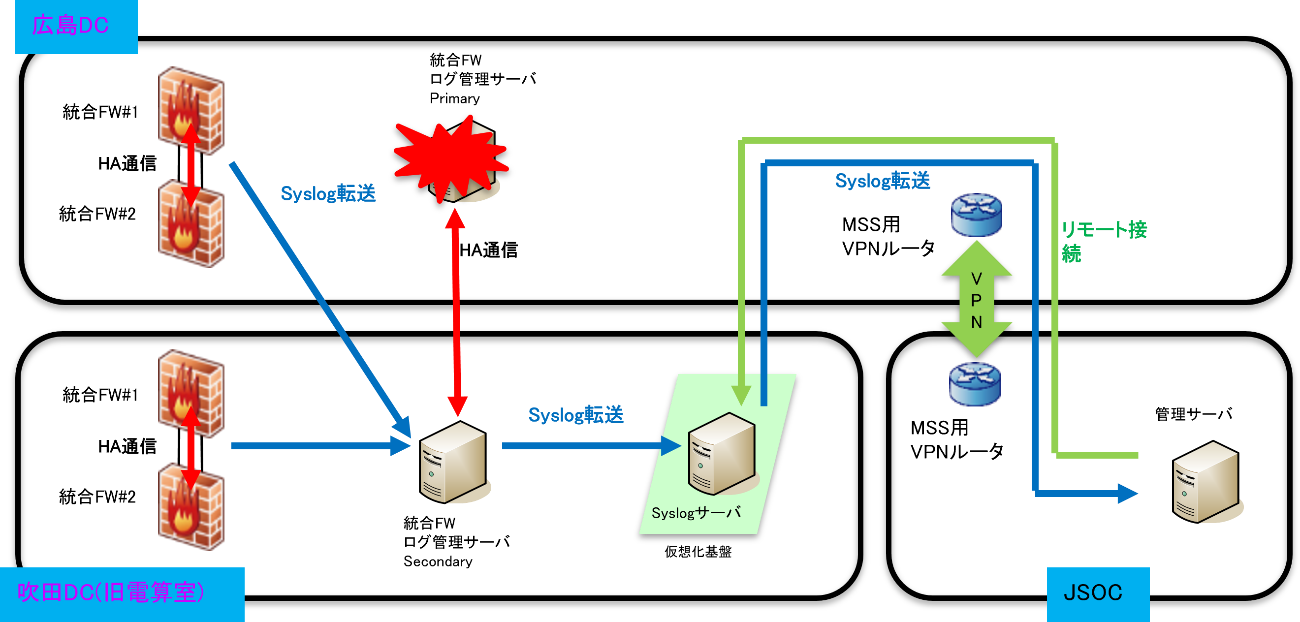 広島DC
統合FW
ログ管理サーバ
Primary
統合FW#1
HA通信
統合FW#2
Syslog転送
HA通信
Syslog転送
MSS用
VPNルータ
リモート接
続
V
P
N
統合FW#1
HA通信
統合FW#2
Syslog転送
統合FW
ログ管理サーバ
Secondary
Syslogサーバ
仮想化基盤
MSS用
VPNルータ
管理サーバ
吹田DC(旧電算室)
JSOC